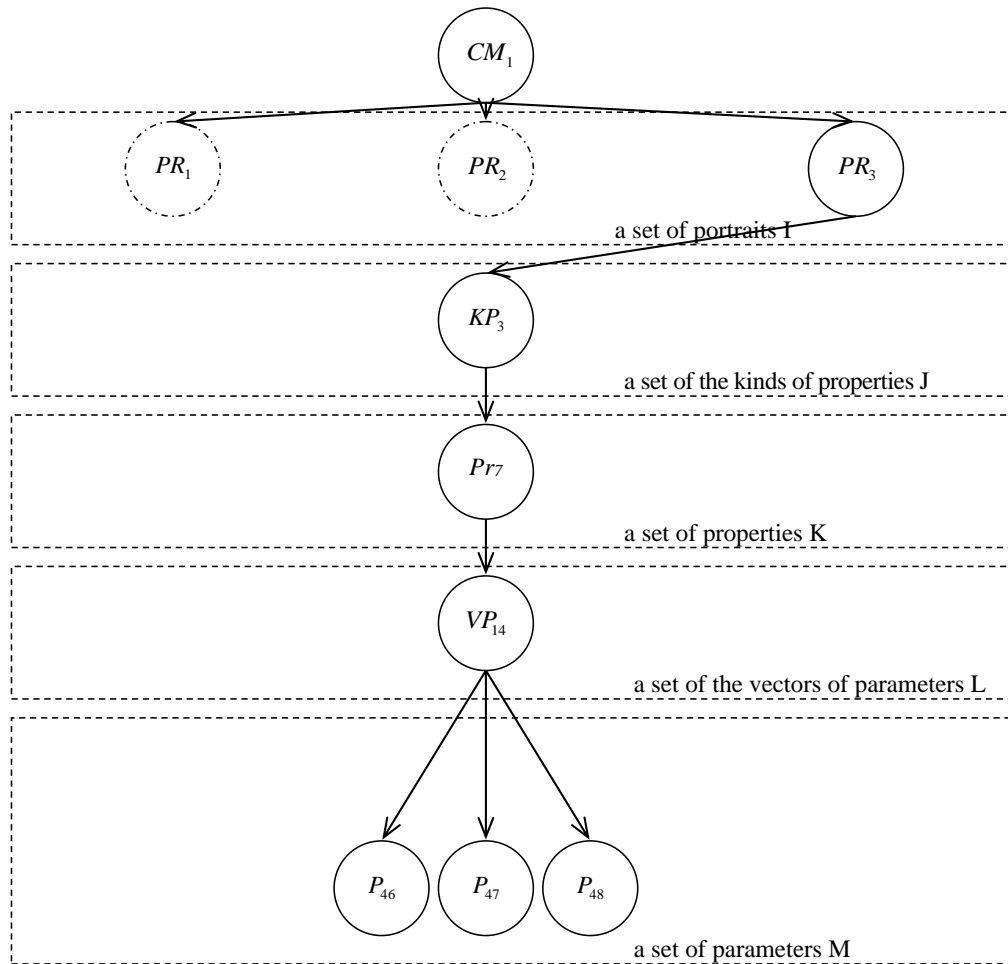 CM₁
PR₁ PR₂ PR₃
a set of portraits I
KP₃
a set of the kinds of properties J
Pr7
a set of properties K
VP₁₄
a set of the vectors of parameters L
P₄₆ P₄₇ P₄₈
a set of parameters M